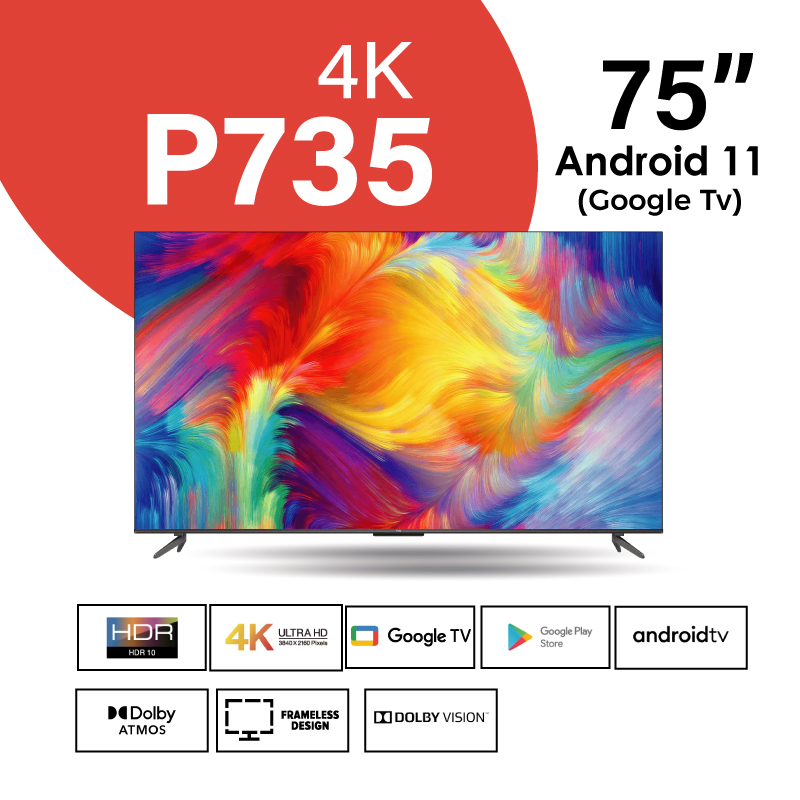 4K
P735
75"
Android 11
(Google Tv)
HDR
HDR 10
4K ULTRA HD
3840 X 2160 Pixels
Google TV
Google Play
Store
androidtv
Dolby
ATMOS
FRAMELESS
DESIGN
DOLBY VISION™